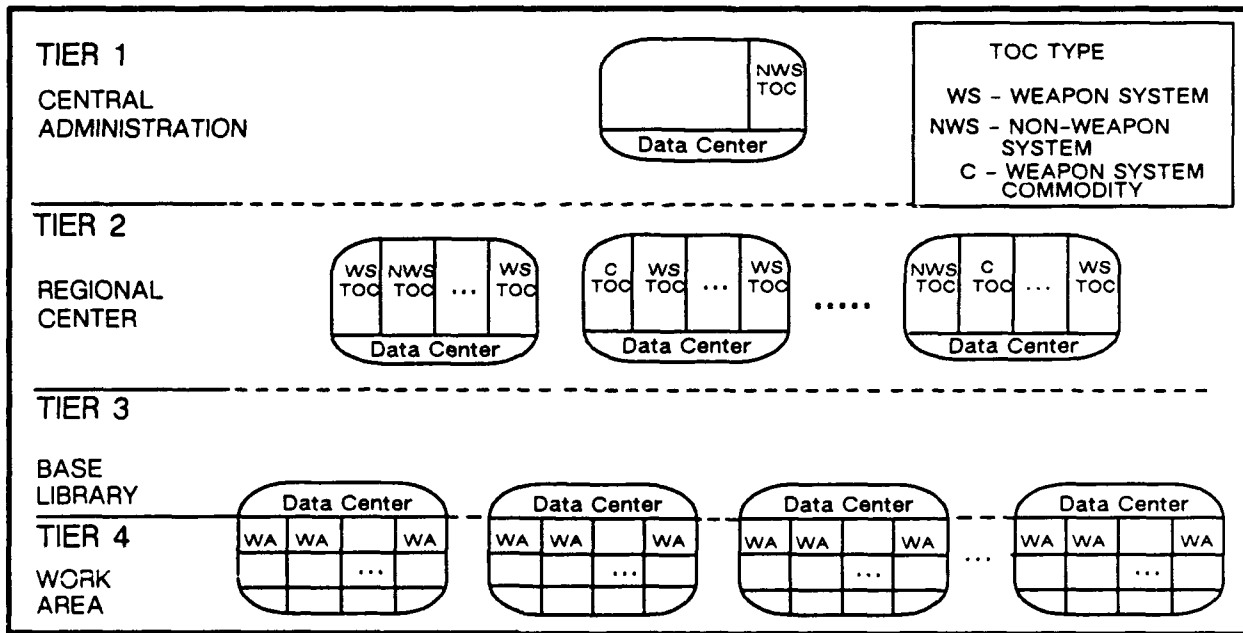 TIER 1
CENTRAL
ADMINISTRATION
NWS
TOC
Data Center
TOC TYPE
WS - WEAPON SYSTEM
NWS - NON-WEAPON
SYSTEM
C - WEAPON SYSTEM
COMMODITY
TIER 2
REGIONAL
CENTER
WS NWS ... WS
TOC TOC TOC
Data Center
C WS ... WS
TOC TOC TOC
Data Center
.....
NWS C ... WS
TOC TOC TOC
Data Center
TIER 3
BASE
LIBRARY
Data Center
Data Center
Data Center
Data Center
TIER 4
WORK
AREA
WA WA WA
...
WA WA WA
...
WA WA WA
...
...
WA WA WA
...